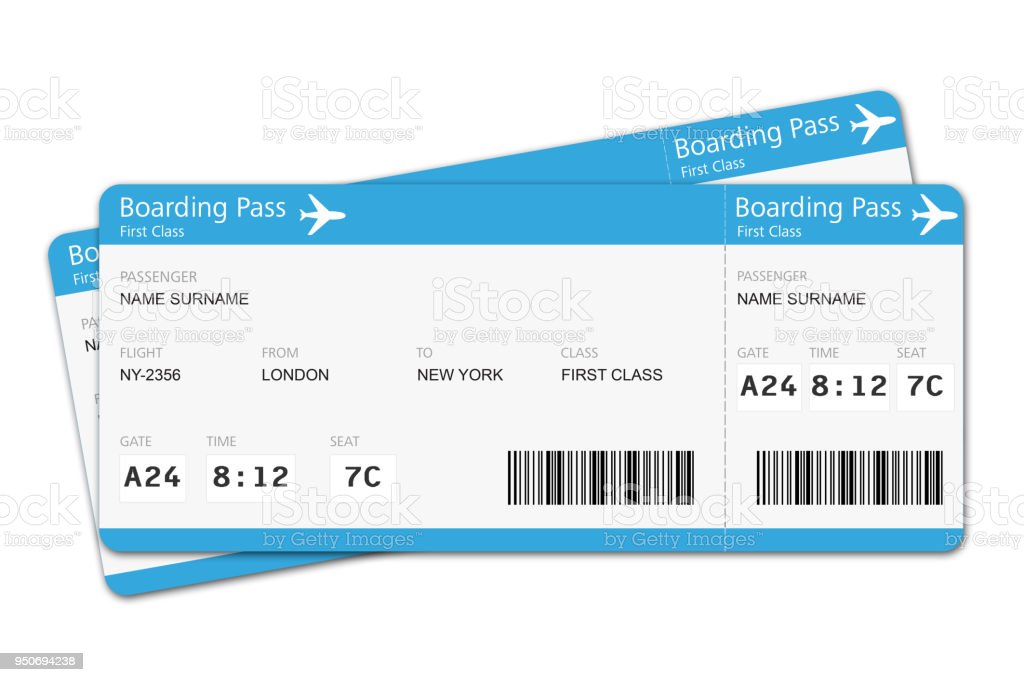 Boarding Pass
First Class
Boarding Pass
First Class
Boarding Pass
First Class
Bo
First
PASSENGER
NAME SURNAME
PASSENGER
NAME SURNAME
FLIGHT FROM TO CLASS
NY-2356 LONDON NEW YORK FIRST CLASS
GATE TIME SEAT
A24 8:12 7C
GATE TIME SEAT
A24 8:12 7C
iStock
by Getty Images™
950694238